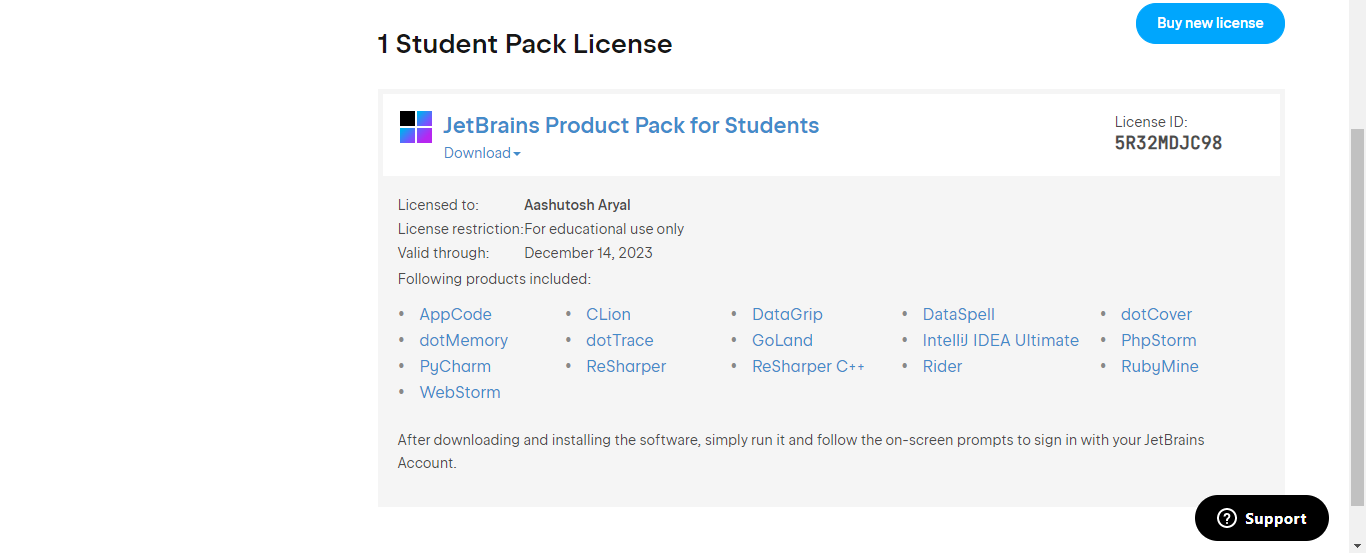 Buy new license
1 Student Pack License
JetBrains Product Pack for Students
License ID:
Download
5R32MDJC98
Licensed to: Aashutosh Aryal
License restriction:For educational use only
Valid through: December 14, 2023
Following products included:
• AppCode • CLion • DataGrip • DataSpell • dotCover
• dotMemory • dotTrace • GoLand • IntelliJ IDEA Ultimate • PhpStorm
• PyCharm • ReSharper • ReSharper C++ • Rider • RubyMine
• WebStorm
After downloading and installing the software, simply run it and follow the on-screen prompts to sign in with your JetBrains
Account.
Support